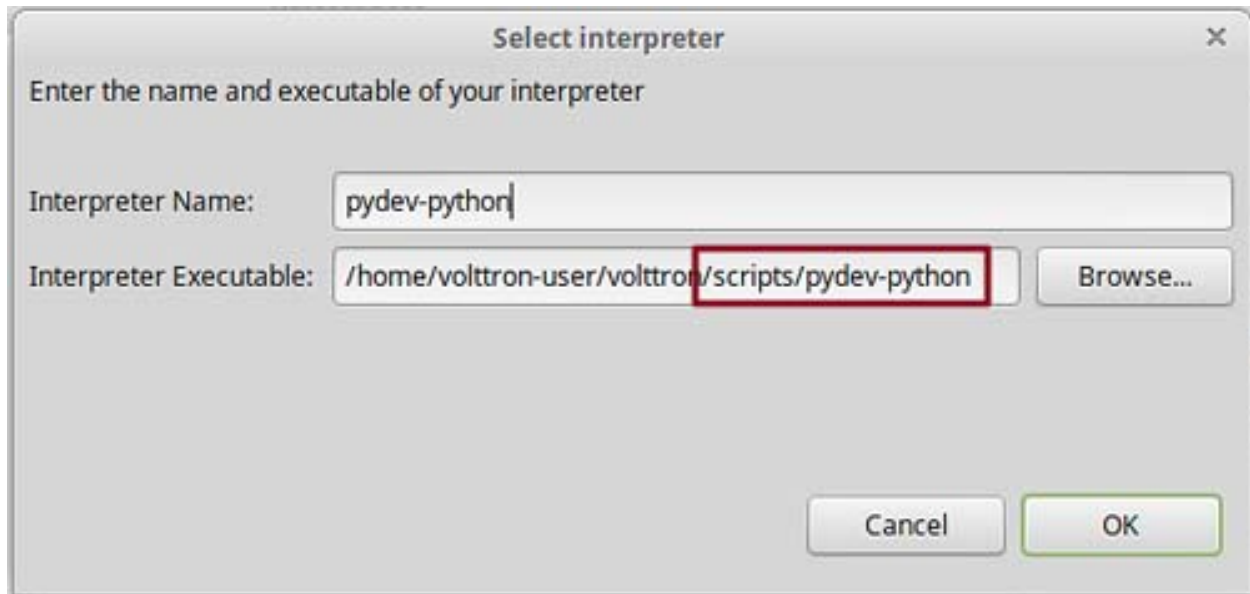 Select interpreter
Enter the name and executable of your interpreter
Interpreter Name: pydev-python
Interpreter Executable: /home/volttron-user/volttron/scripts/pydev-python Browse...
Cancel OK